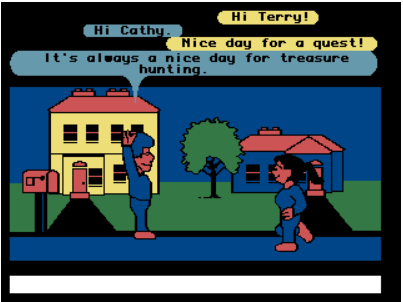 Hi Terry!
Hi Cathy.
Nice day for a quest!
It's always a nice day for treasure
hunting.